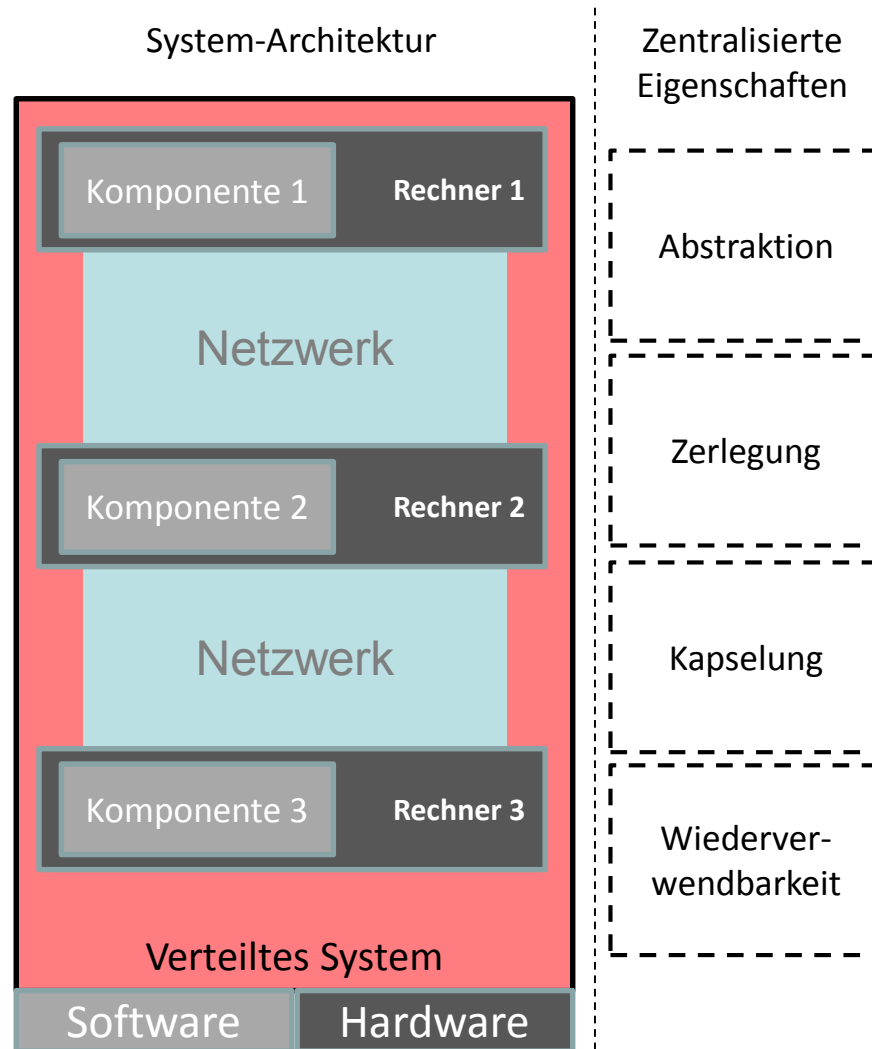 System-Architektur
Komponente 1
Rechner 1
Netzwerk
Komponente 2
Rechner 2
Netzwerk
Komponente 3
Rechner 3
Verteiltes System
Software
Hardware
Zentralisierte
Eigenschaften
Abstraktion
Zerlegung
Kapselung
Wiederver-
wendbarkeit